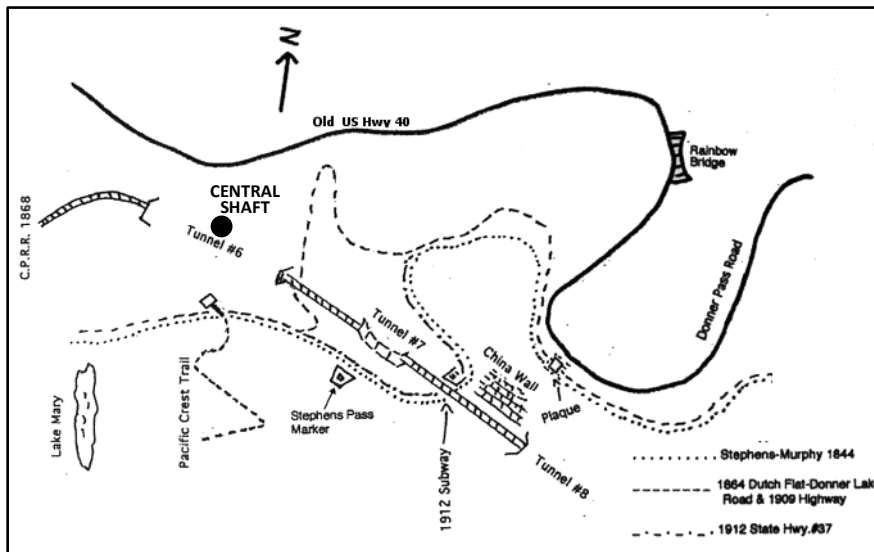 N
Old US Hwy 40
Rainbow
Bridge
CENTRAL
SHAFT
C.P.R.R. 1868
Tunnel #6
Donner Pass Road
Tunnel #7
China Wall
Plaque
Lake Mary
Pacific Crest Trail
Stephens Pass
Marker
1912 Subway
Tunnel #8
Stephens-Murphy 1844
1864 Dutch Flat-Donner Lak
Road & 1909 Highway
1912 State Hwy.#37